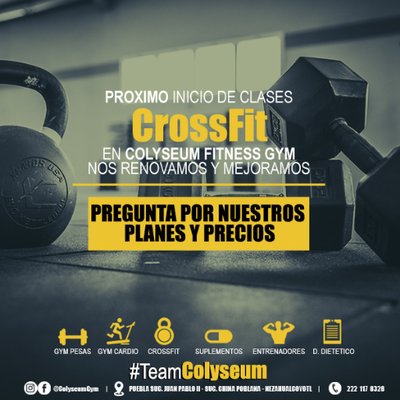 PROXIMO INICIO DE CLASES
CrossFit
EN COLYSEUM FITNESS GYM
NOS RENOVAMOS Y MEJORAMOS
PREGUNTA POR NUESTROS
PLANES Y PRECIOS
GYM PESAS GYM CARDIO CROSSFIT SUPLEMENTOS ENTRENADORES D. DIETETICO
#TeamColyseum
@ColyseumGym | PUEBLA SUC. JUAN PABLO II - SUC. CHINA POBLANA - NEZAHUALCOYOTL | 222 117 8320